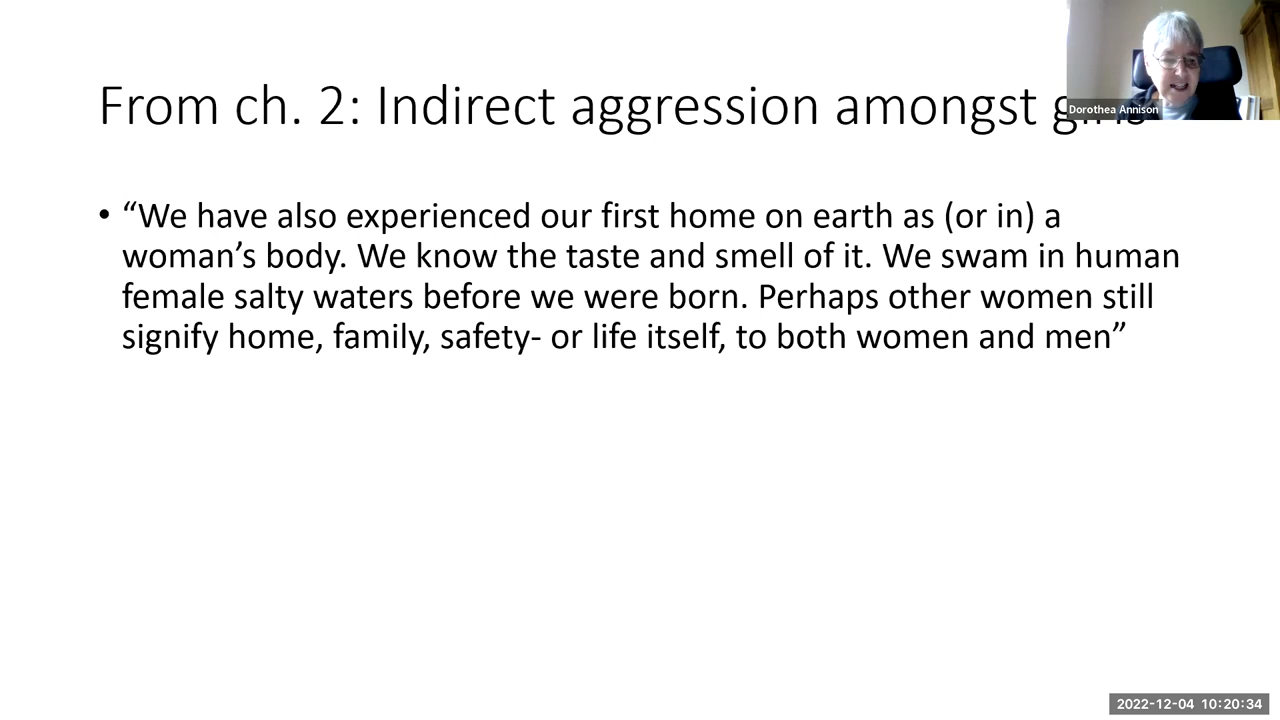 From ch. 2: Indirect aggression amongst
Dorothea Annison
• “We have also experienced our first home on earth as (or in) a
woman’s body. We know the taste and smell of it. We swam in human
female salty waters before we were born. Perhaps other women still
signify home, family, safety- or life itself, to both women and men”
2022-12-04 10:20:34